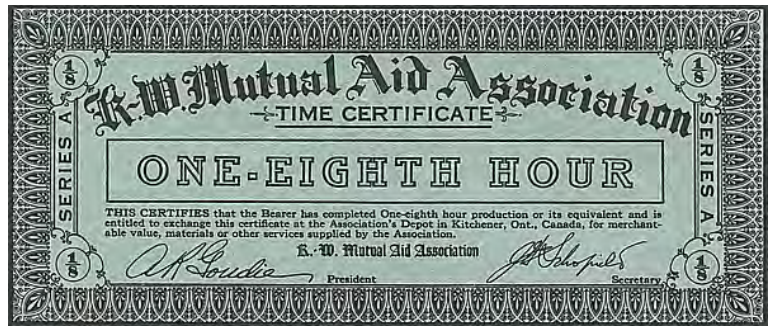 1/8 1/8
K-W. Mutual Aid Association
TIME CERTIFICATE
SERIES A SERIES A
ONE-EIGHTH HOUR
THIS CERTIFIES that the Bearer has completed One-eighth hour production or its equivalent and is
entitled to exchange this certificate at the Association's Depot in Kitchener, Ont., Canada, for merchant-
able value, materials or other services supplied by the Association.
K.-W. Mutual Aid Association
A R Goudie
President
Secretary
1/8 1/8